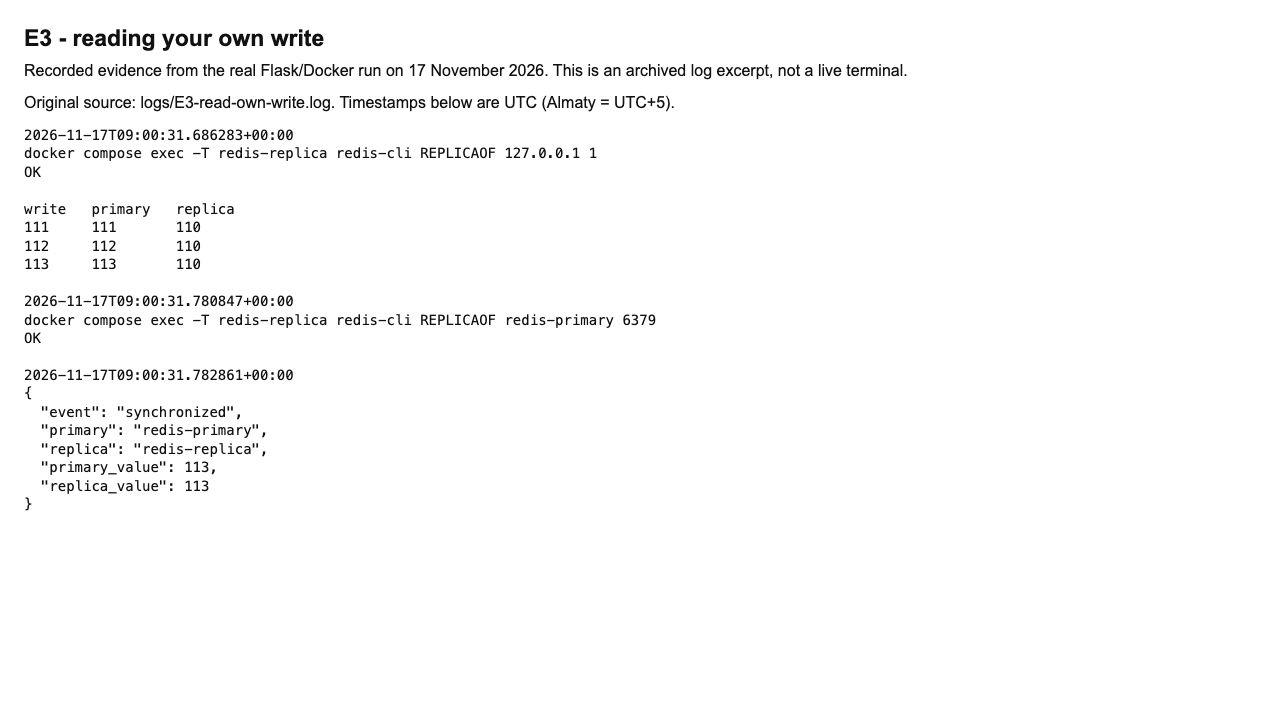 E3 - reading your own write
Recorded evidence from the real Flask/Docker run on 17 November 2026. This is an archived log excerpt, not a live terminal.
Original source: logs/E3-read-own-write.log. Timestamps below are UTC (Almaty = UTC+5).
2026-11-17T09:00:31.686283+00:00
docker compose exec -T redis-replica redis-cli REPLICAOF 127.0.0.1 1
OK
write   primary   replica
111     111       110
112     112       110
113     113       110
2026-11-17T09:00:31.780847+00:00
docker compose exec -T redis-replica redis-cli REPLICAOF redis-primary 6379
OK
2026-11-17T09:00:31.782861+00:00
{
  "event": "synchronized",
  "primary": "redis-primary",
  "replica": "redis-replica",
  "primary_value": 113,
  "replica_value": 113
}